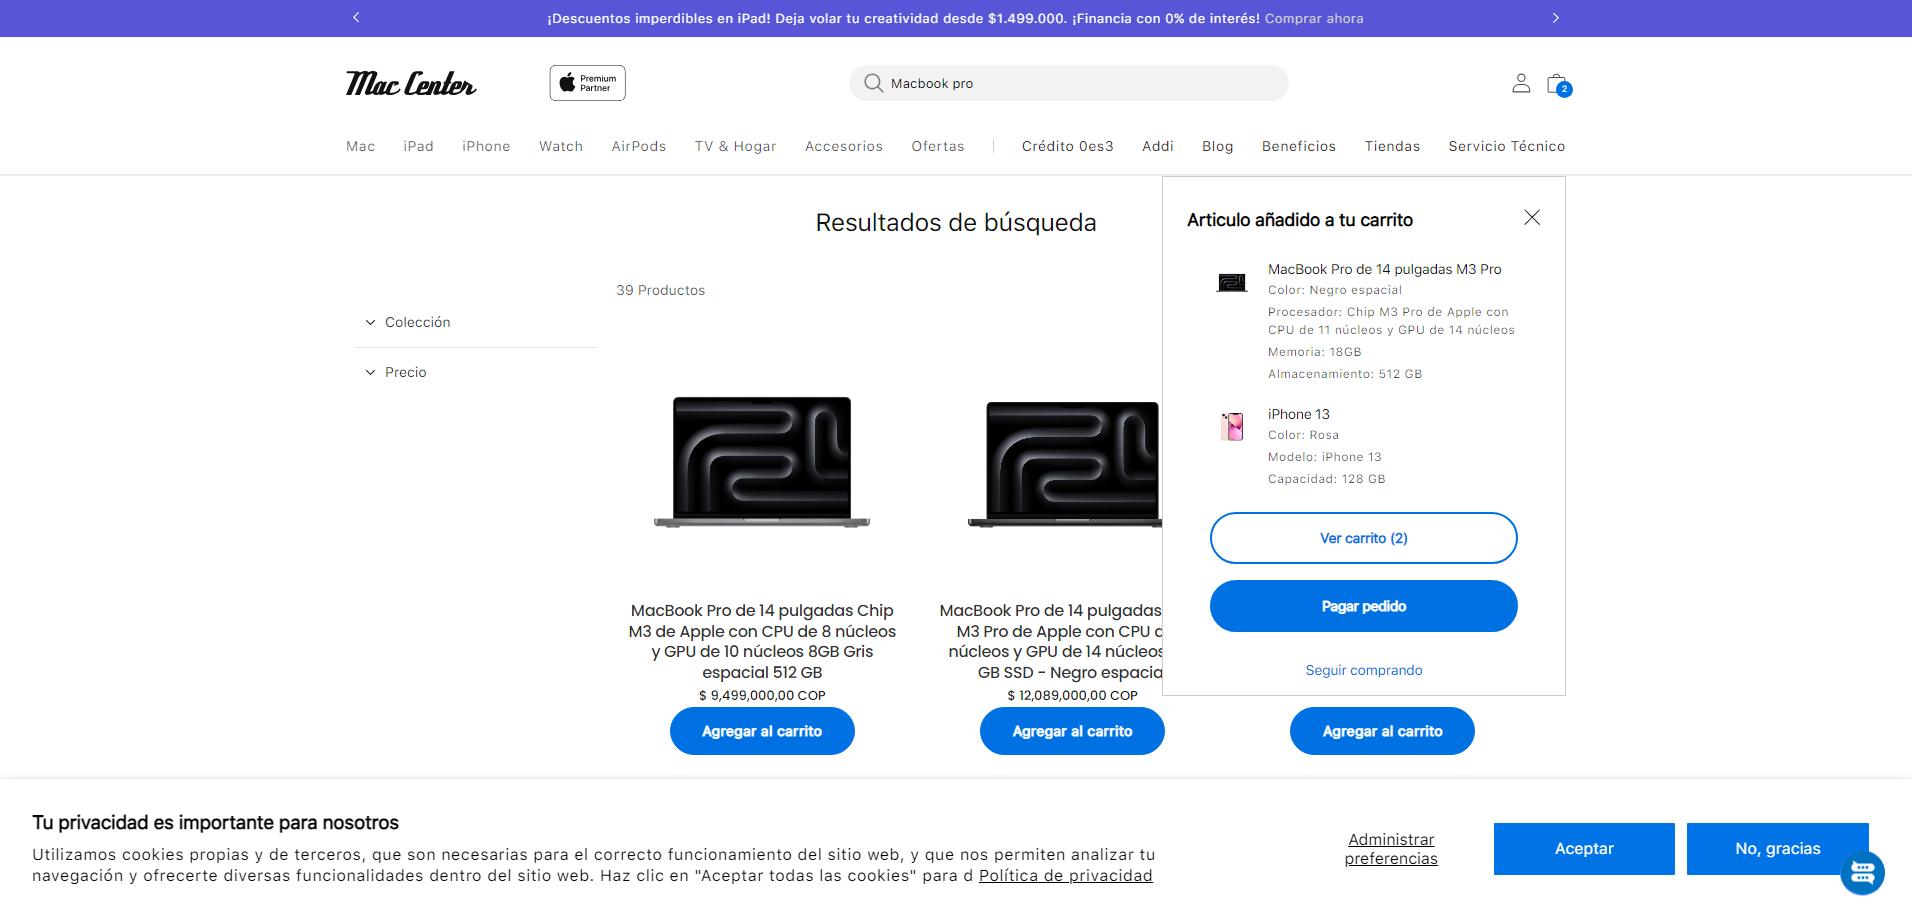 ¡Descuentos imperdibles en iPad! Deja volar tu creatividad desde $1.499.000. ¡Financia con 0% de interés! Comprar ahora
Mac Center
Premium
Partner
Macbook pro
2
Mac
iPad
iPhone
Watch
AirPods
TV & Hogar
Accesorios
Ofertas
Crédito 0es3
Addi
Blog
Beneficios
Tiendas
Servicio Técnico
Resultados de búsqueda
39 Productos
Colección
Precio
MacBook Pro de 14 pulgadas Chip
M3 de Apple con CPU de 8 núcleos
y GPU de 10 núcleos 8GB Gris
espacial 512 GB
$ 9,499,000,00 COP
Agregar al carrito
MacBook Pro de 14 pulgadas
M3 Pro de Apple con CPU
núcleos y GPU de 14 núcleos
GB SSD - Negro espacia
$ 12,089,000,00 COP
Agregar al carrito
Agregar al carrito
Articulo añadido a tu carrito
MacBook Pro de 14 pulgadas M3 Pro
Color: Negro espacial
Procesador: Chip M3 Pro de Apple con
CPU de 11 núcleos y GPU de 14 núcleos
Memoria: 18GB
Almacenamiento: 512 GB
iPhone 13
Color: Rosa
Modelo: iPhone 13
Capacidad: 128 GB
Ver carrito (2)
Pagar pedido
Seguir comprando
Tu privacidad es importante para nosotros
Utilizamos cookies propias y de terceros, que son necesarias para el correcto funcionamiento del sitio web, y que nos permiten analizar tu
navegación y ofrecerte diversas funcionalidades dentro del sitio web. Haz clic en "Aceptar todas las cookies" para d Política de privacidad
Administrar
preferencias
Aceptar
No, gracias